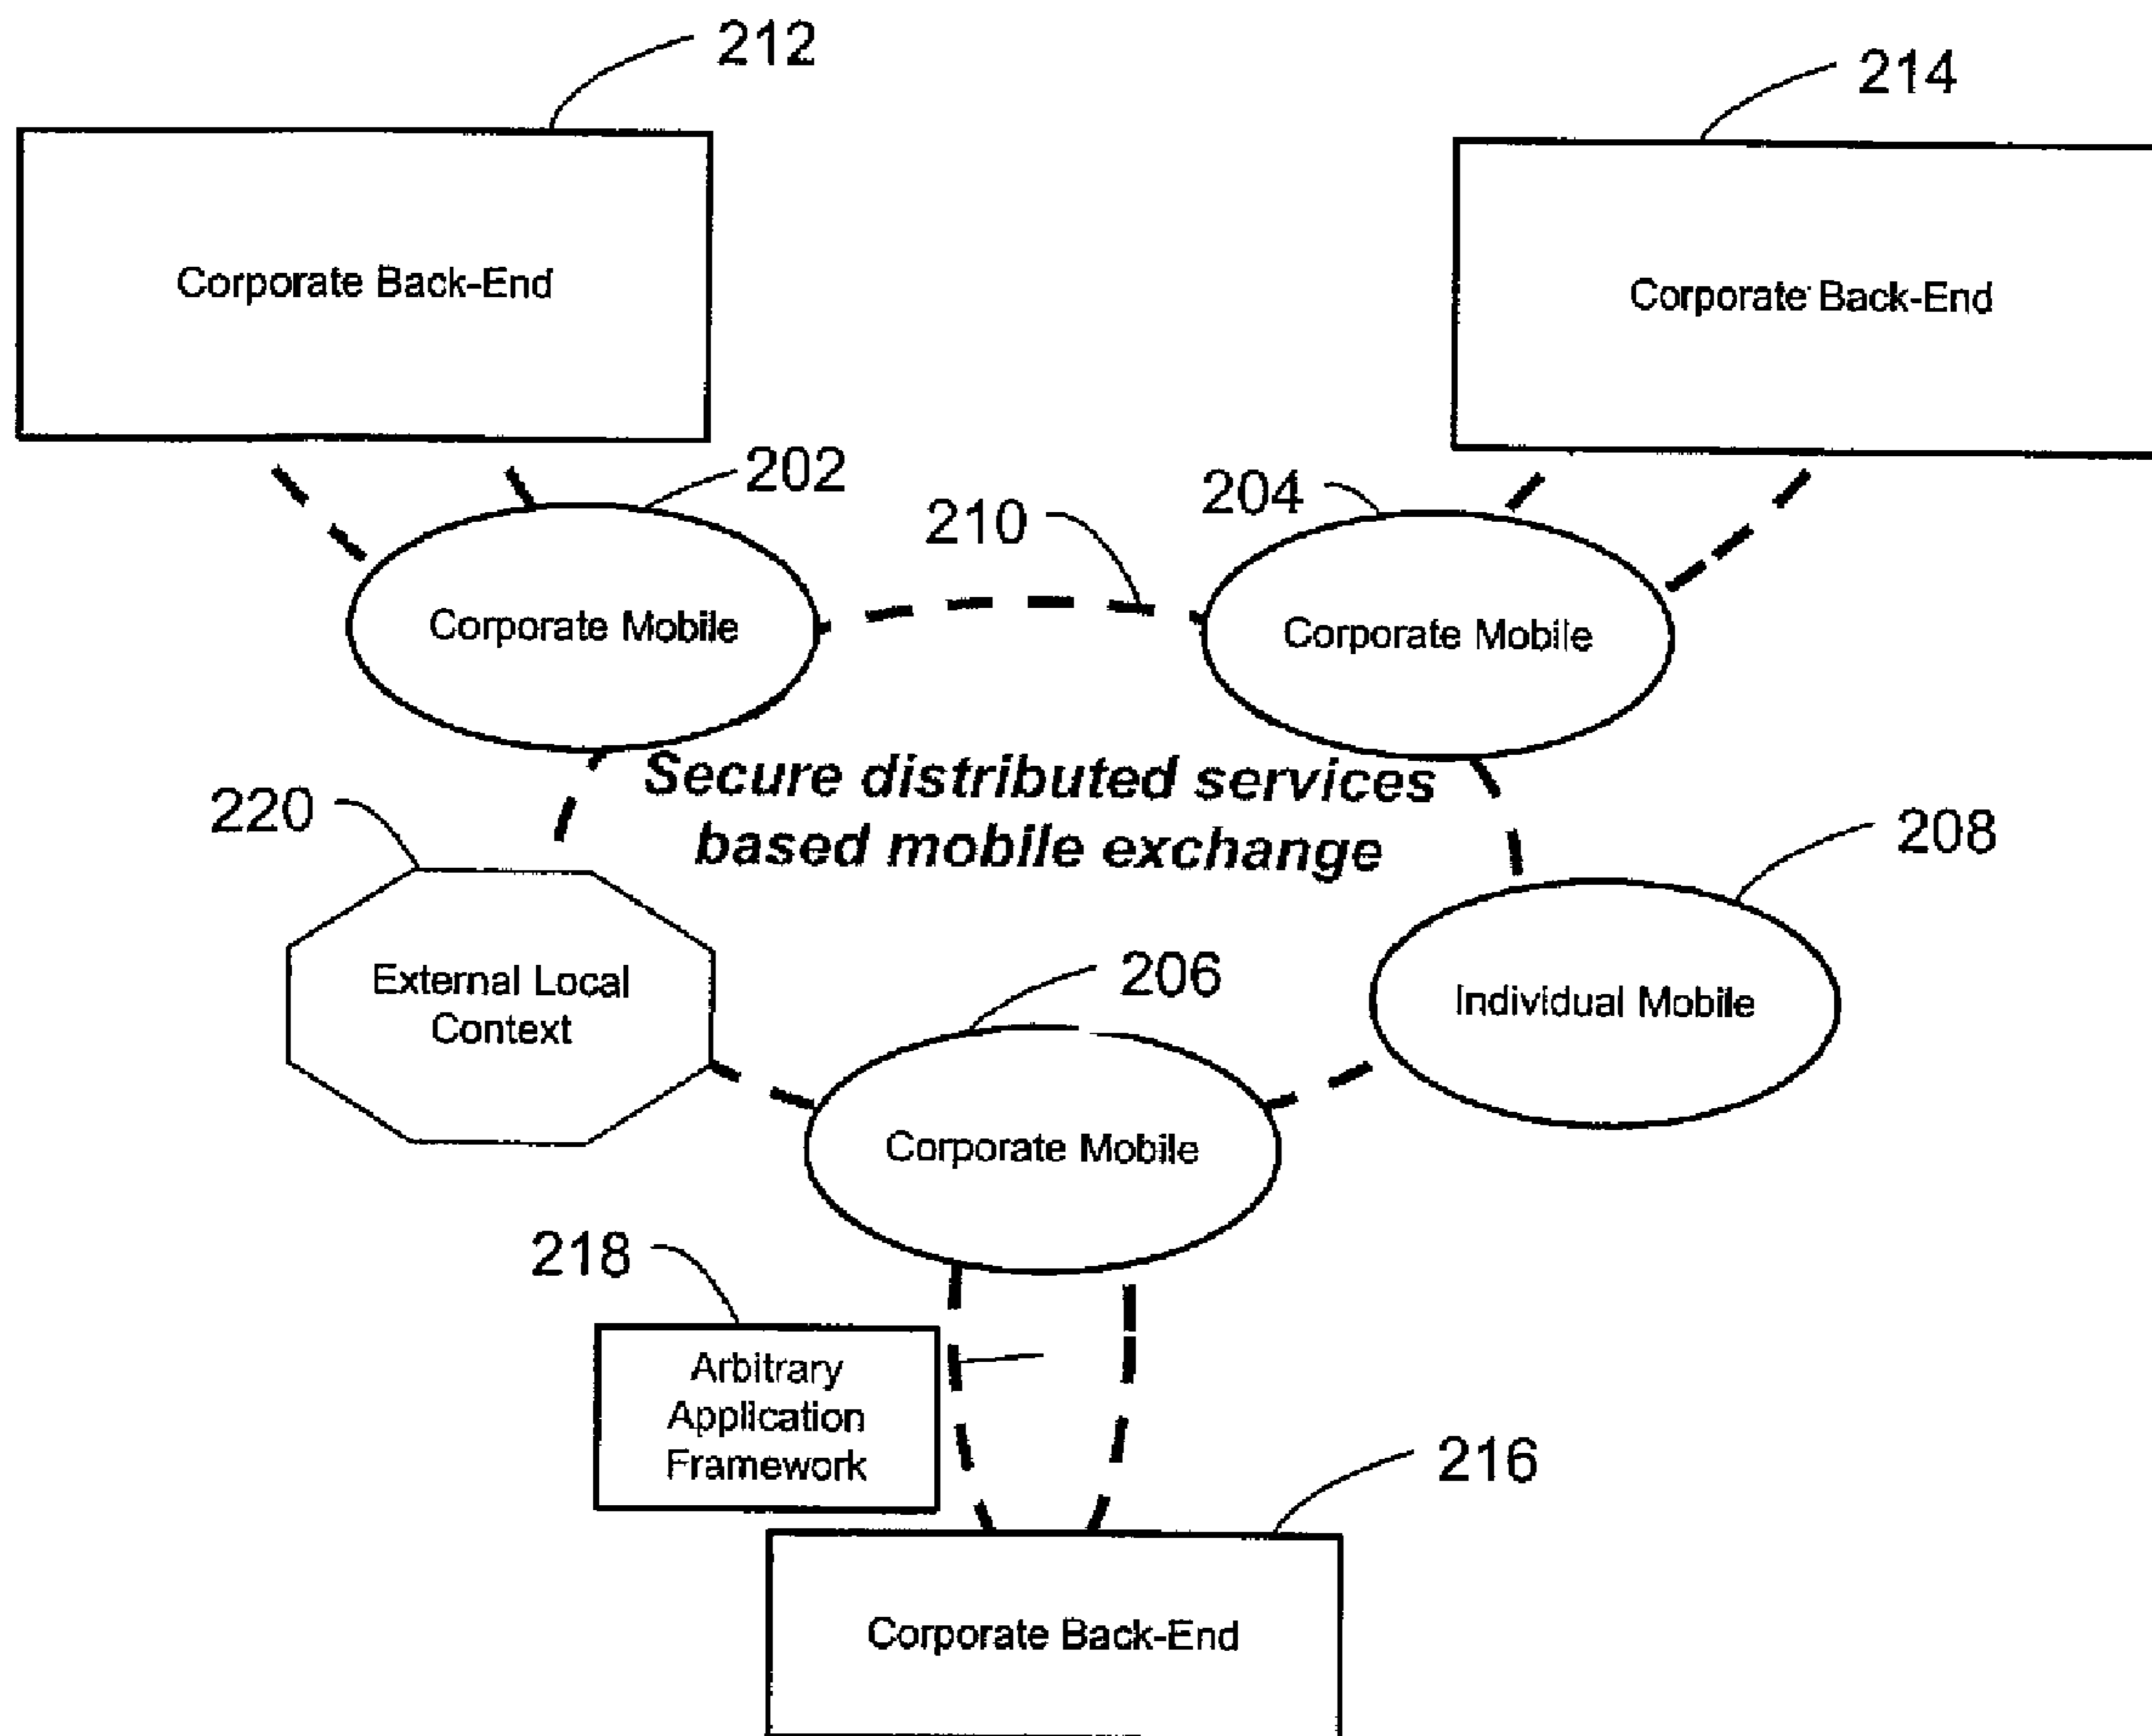 212
214
Corporate Back-End
Corporate Back-End
202
204
210
Corporate Mobile
Corporate Mobile
Secure distributed services
based mobile exchange
220
208
External Local
Context
206
Individual Mobile
Corporate Mobile
218
Arbitrary
Application
Framework
216
Corporate Back-End